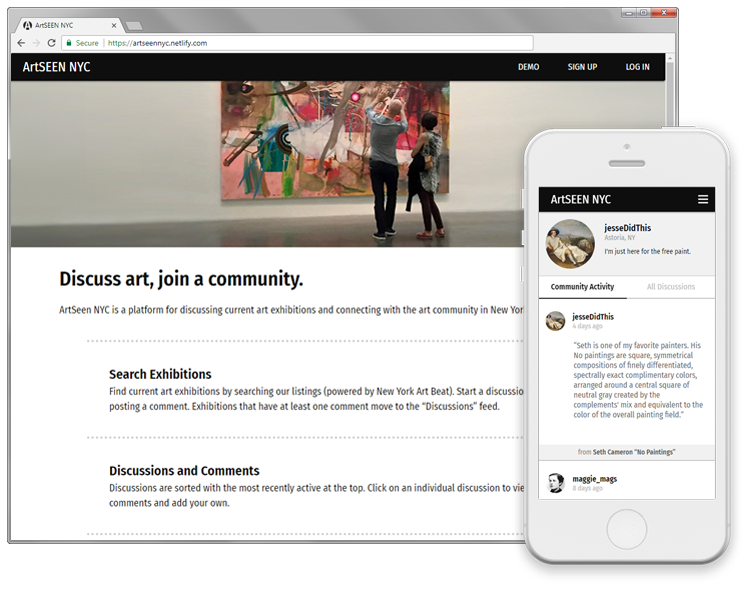 ArtSEEN NYC
Secure
https://artseennyc.netlify.com
ArtSEEN NYC
DEMO
SIGN UP
LOG IN
Discuss art, join a community.
ArtSeen NYC is a platform for discussing current art exhibitions and connecting with the art community in New
Search Exhibitions
Find current art exhibitions by searching our listings (powered by New York Art Beat). Start a
posting a comment. Exhibitions that have at least one comment move to the “Discussions” feed.
Discussions and Comments
Discussions are sorted with the most recently active at the top. Click on an individual discussion to
comments and add your own.
ArtSEEN NYC
jesseDidThis
Astoria, NY
I'm just here for the free paint.
Community Activity
All Discussions
jesseDidThis
4 days ago
“Seth is one of my favorite painters. His
No paintings are square, symmetrical
compositions of finely differentiated,
spectrally exact complimentary colors,
arranged around a central square of
neutral gray created by the
complements' mix and equivalent to the
color of the overall painting field.”
from Seth Cameron “No Paintings”
maggie_mags
8 days ago